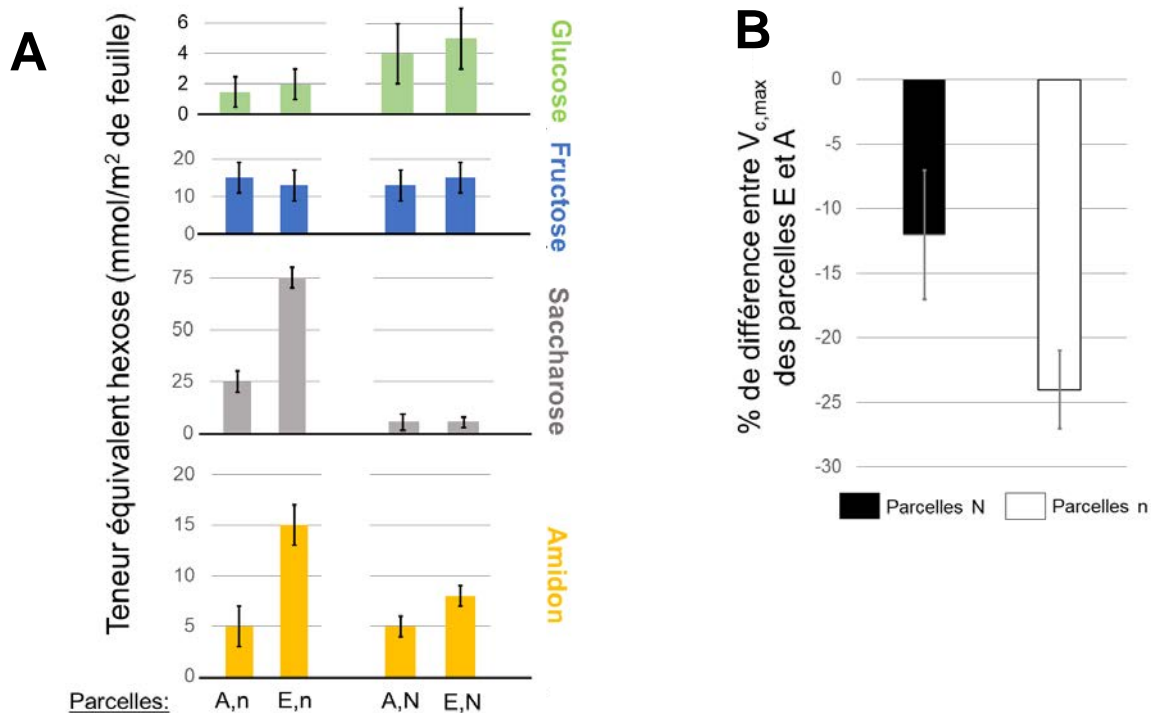 A
Teneur équivalent hexose (mmol/m² de feuille)
6
4
2
0
Glucose
20
10
0
Fructose
75
50
25
0
Saccharose
20
15
10
5
0
Amidon
Parcelles: A,n E,n A,N E,N
B
% de différence entre Vc,max
des parcelles E et A
0
-5
-10
-15
-20
-25
-30
Parcelles N Parcelles n